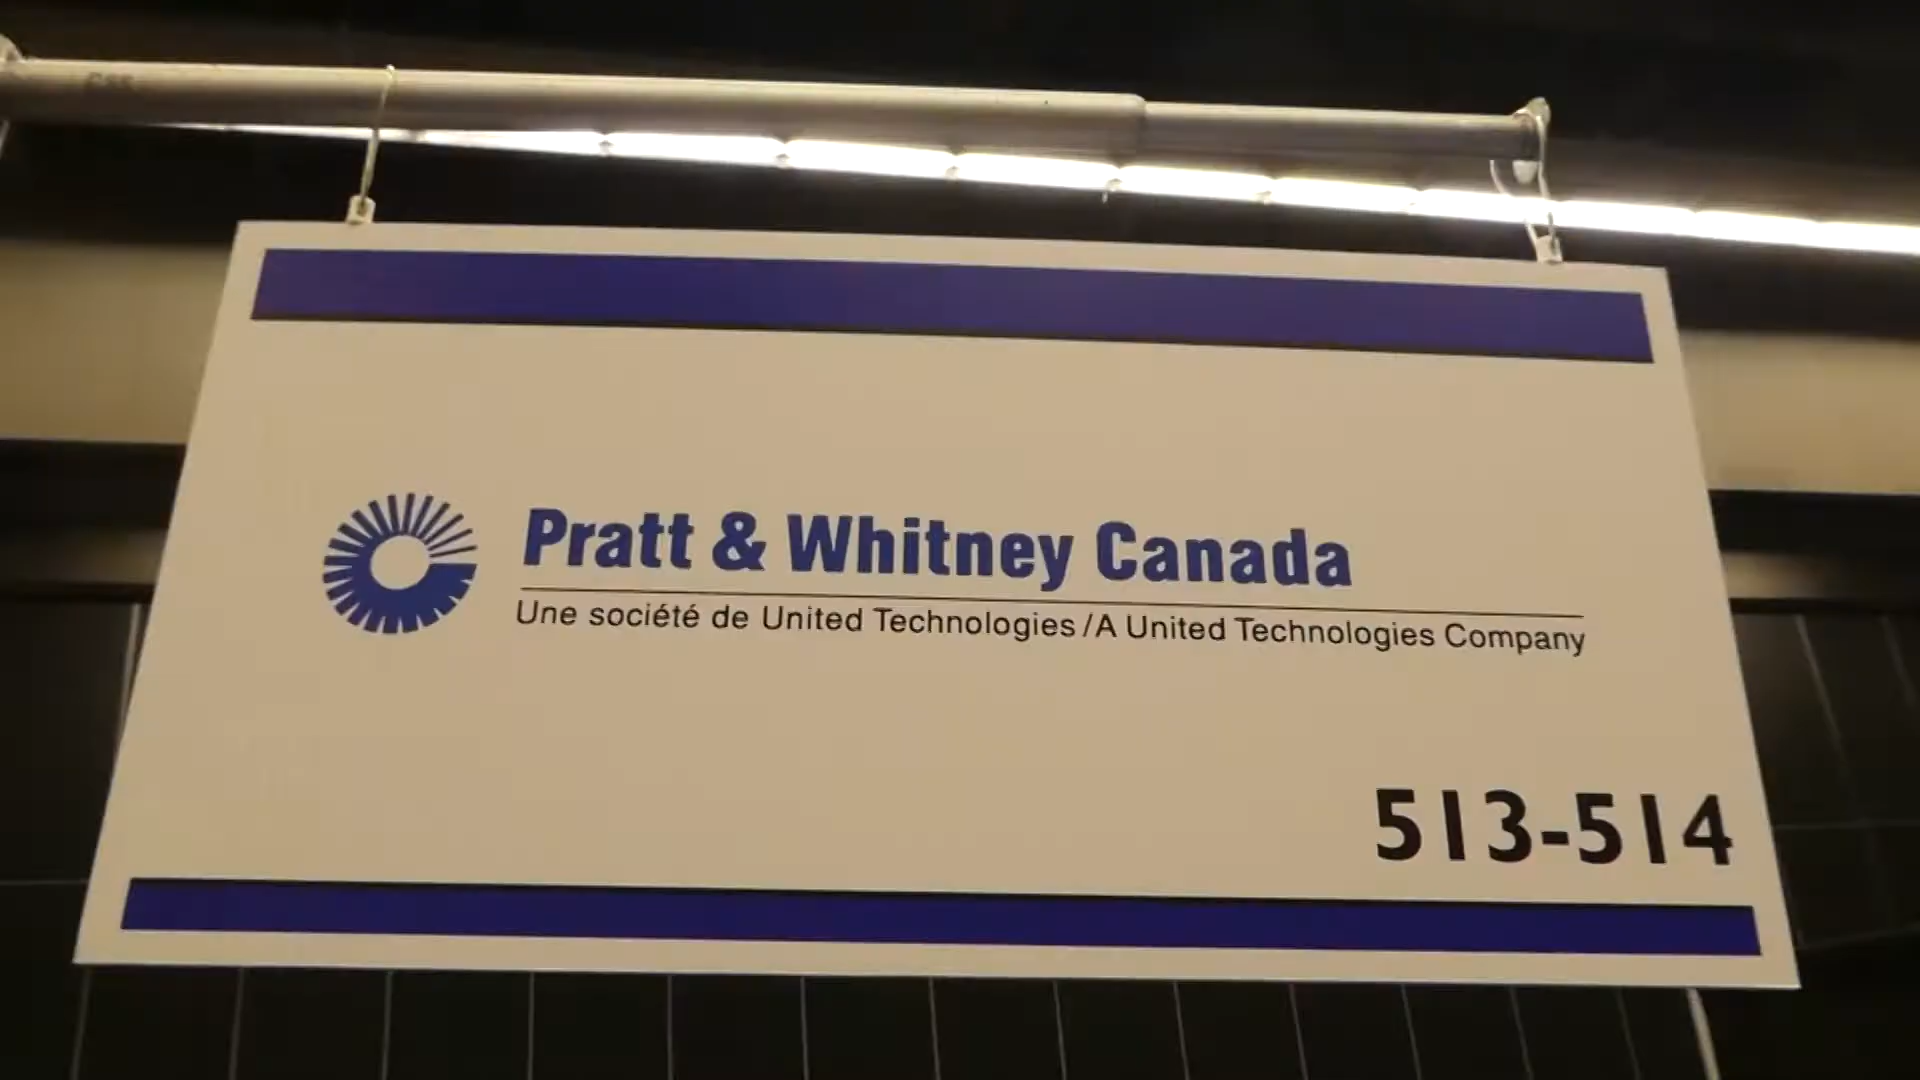 Pratt & Whitney Canada
Une société de United Technologies / A United Technologies Company
513-514